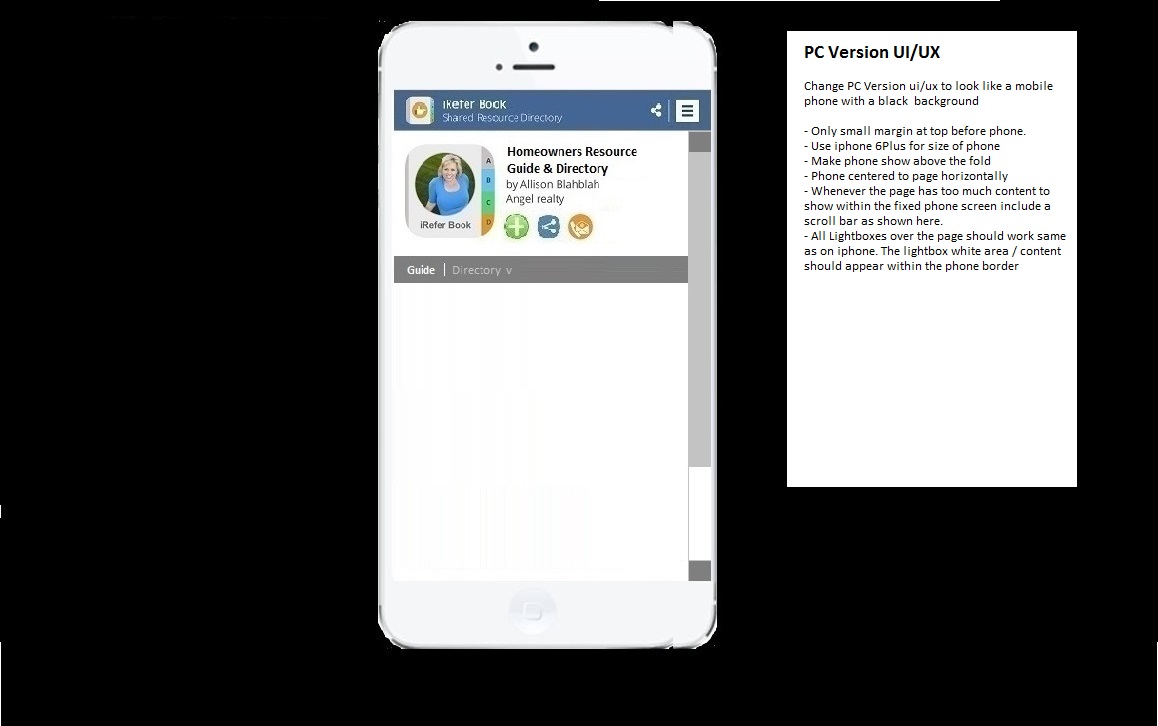 iRefer Book
Shared Resource Directory
Homeowners Resource
Guide & Directory
by Allison Blahblah
Angel realty
A
B
C
D
iRefer Book
Guide | Directory v
PC Version UI/UX
Change PC Version ui/ux to look like a mobile
phone with a black background
- Only small margin at top before phone.
- Use iphone 6Plus for size of phone
- Make phone show above the fold
- Phone centered to page horizontally
- Whenever the page has too much content to
show within the fixed phone screen include a
scroll bar as shown here.
- All Lightboxes over the page should work same
as on iphone. The lightbox white area / content
should appear within the phone border